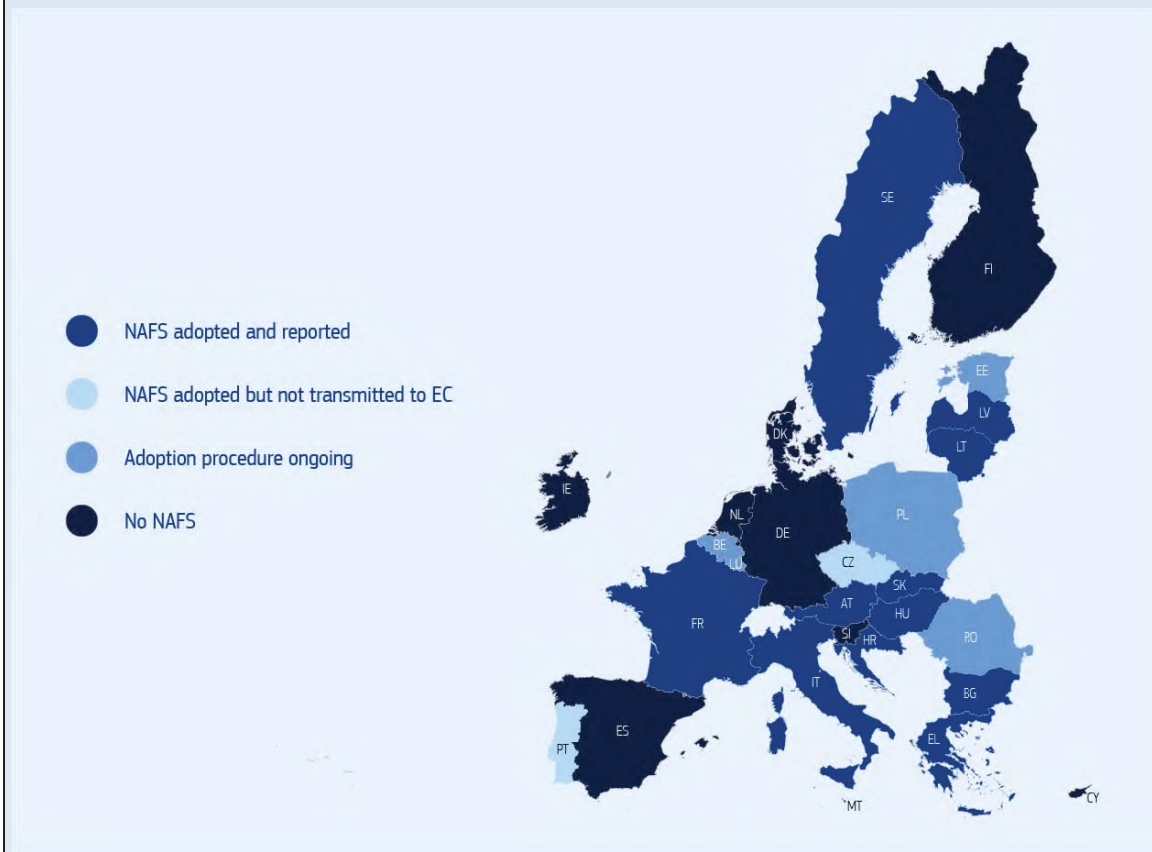 NAFS adopted and reported
NAFS adopted but not transmitted to EC
Adoption procedure ongoing
No NAFS
SE
FI
EE
LV
LT
DK
IE
NL
PL
DE
BE
LU
CZ
SK
AT
HU
FR
SI
HR
RO
IT
BG
ES
EL
PT
CY
MT